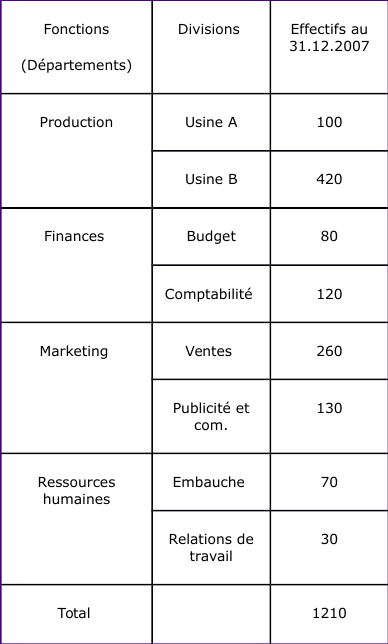 Fonctions
(Départements)
Divisions
Effectifs au
31.12.2007
Production
Usine A
100
Usine B
420
Finances
Budget
80
Comptabilité
120
Marketing
Ventes
260
Publicité et
com.
130
Ressources
humaines
Embauche
70
Relations de
travail
30
Total
1210